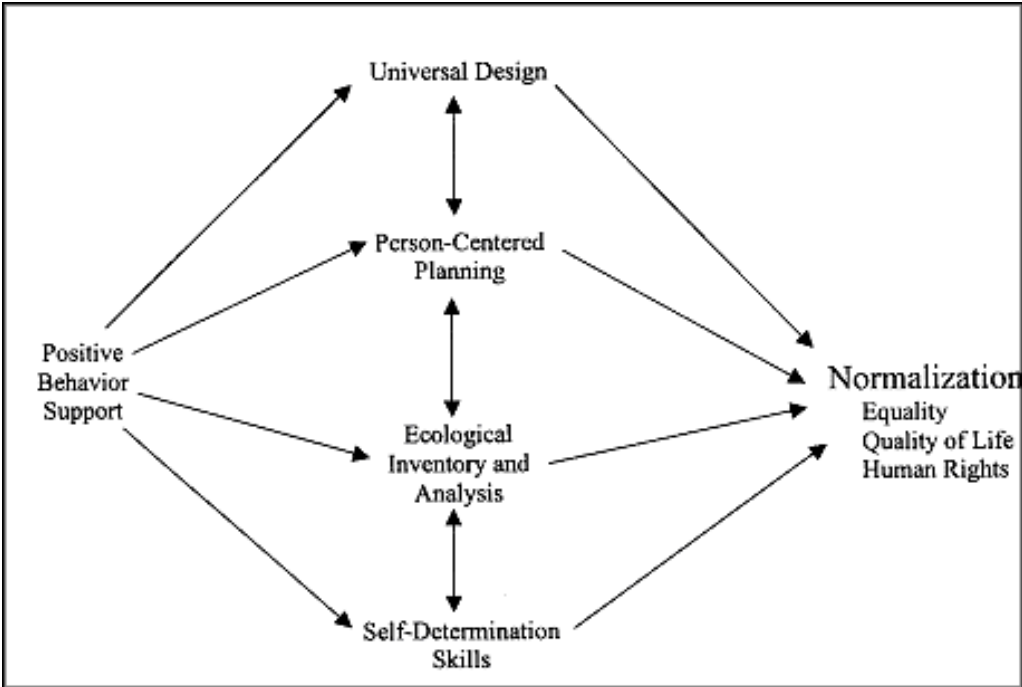 Universal Design
Person-Centered
Planning
Positive
Behavior
Support
Normalization
Equality
Quality of Life
Human Rights
Ecological
Inventory and
Analysis
Self-Determination
Skills